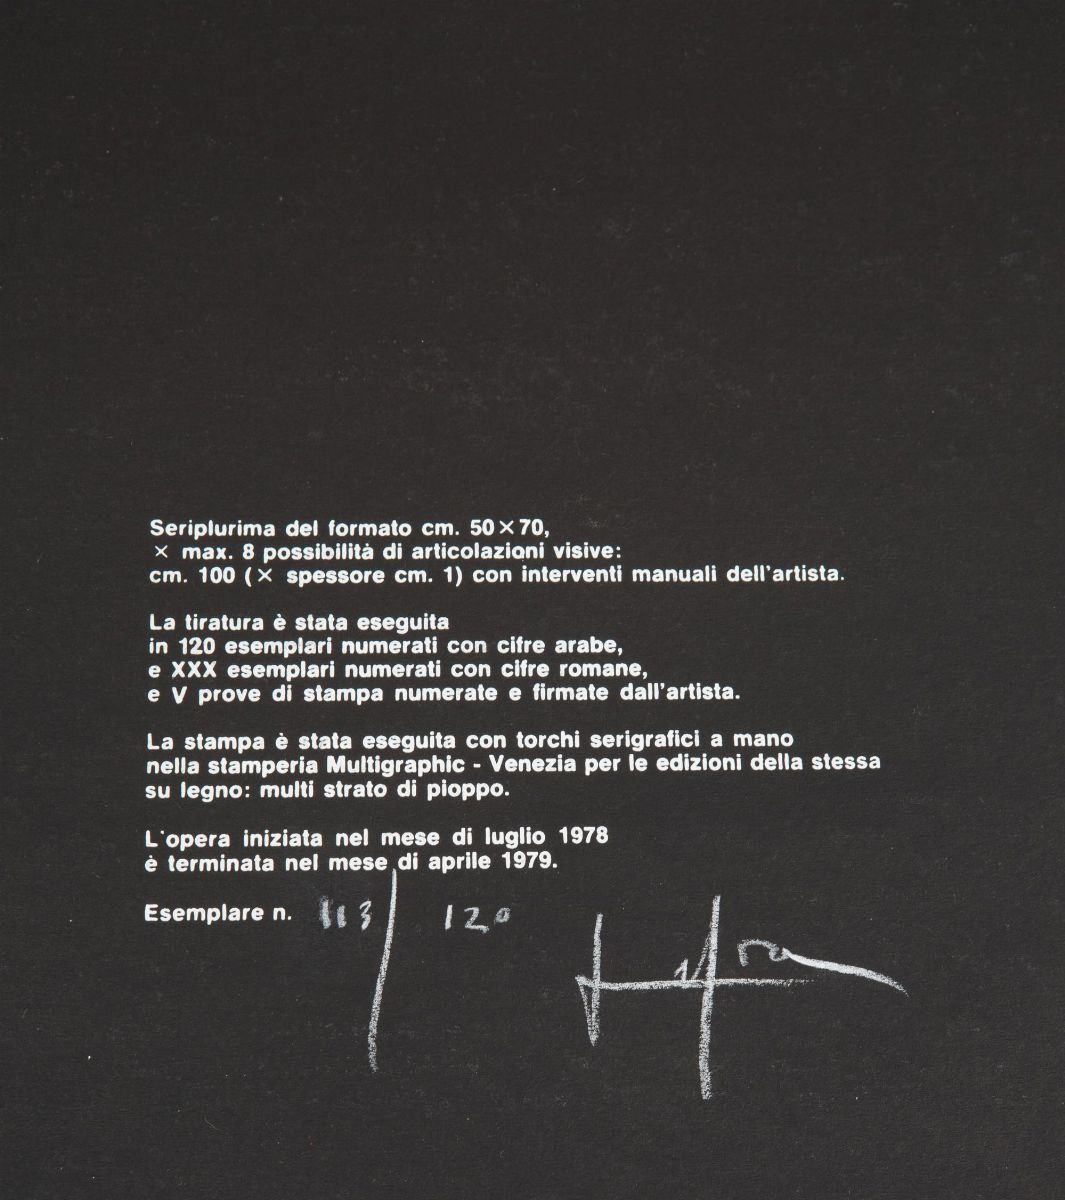 Seriplurima del formato cm. 50×70,
× max. 8 possibilità di articolazioni visive:
cm. 100 (× spessore cm. 1) con interventi manuali dell'artista.
La tiratura è stata eseguita
in 120 esemplari numerati con cifre arabe,
e XXX esemplari numerati con cifre romane,
e V prove di stampa numerate e firmate dall'artista.
La stampa è stata eseguita con torchi serigrafici a mano
nella stamperia Multigraphic - Venezia per le edizioni della stessa
su legno: multi strato di pioppo.
L'opera iniziata nel mese di luglio 1978
è terminata nel mese di aprile 1979.
Esemplare n. 113/120